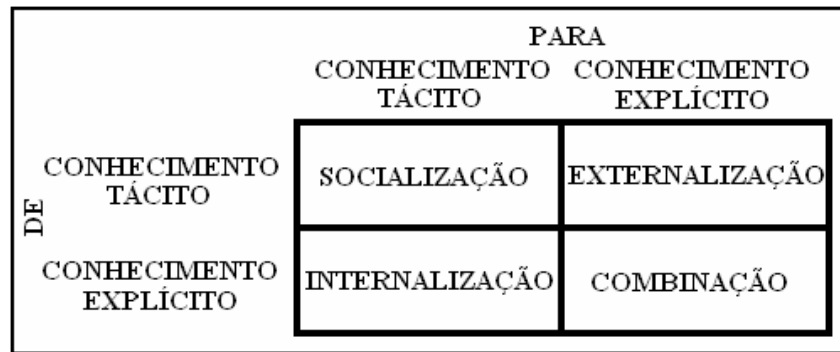 PARA
CONHECIMENTO TÁCITO
CONHECIMENTO EXPLÍCITO
DE
CONHECIMENTO TÁCITO
SOCIALIZAÇÃO
EXTERNALIZAÇÃO
CONHECIMENTO EXPLÍCITO
INTERNALIZAÇÃO
COMBINAÇÃO